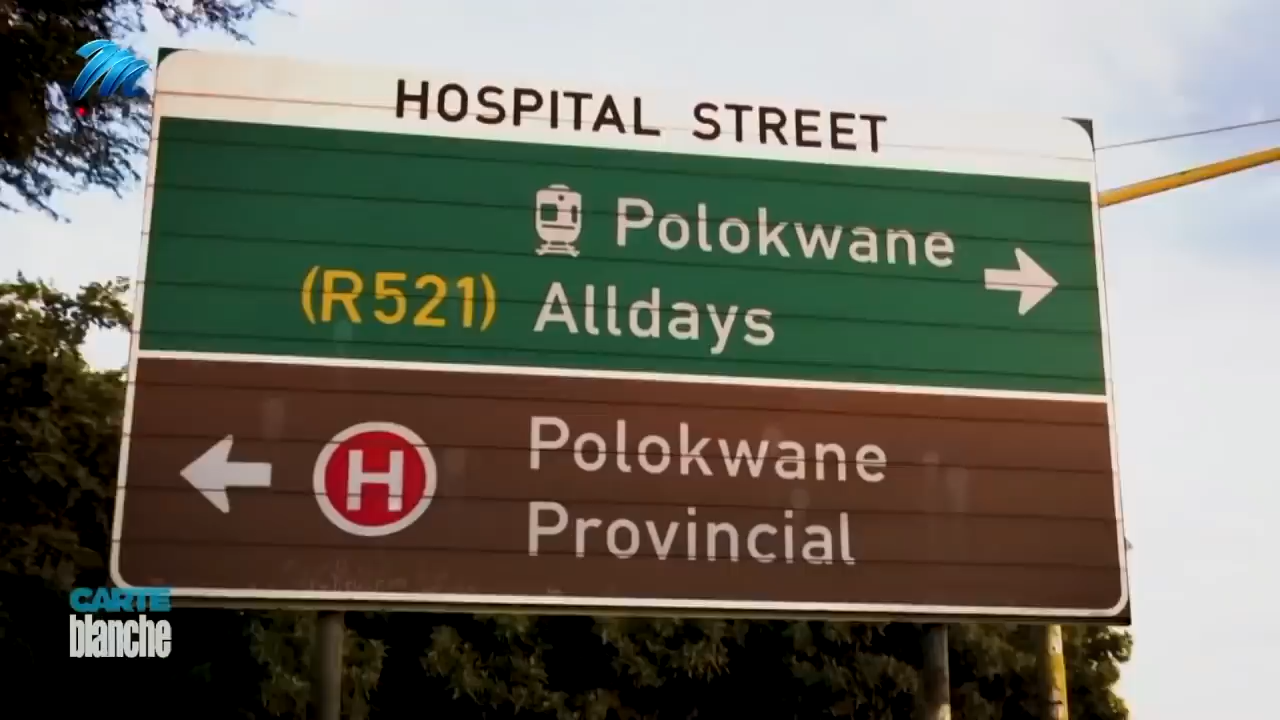 HOSPITAL STREET
Polokwane
(R521) Alldays
H Polokwane
Provincial
CARTE
blanche